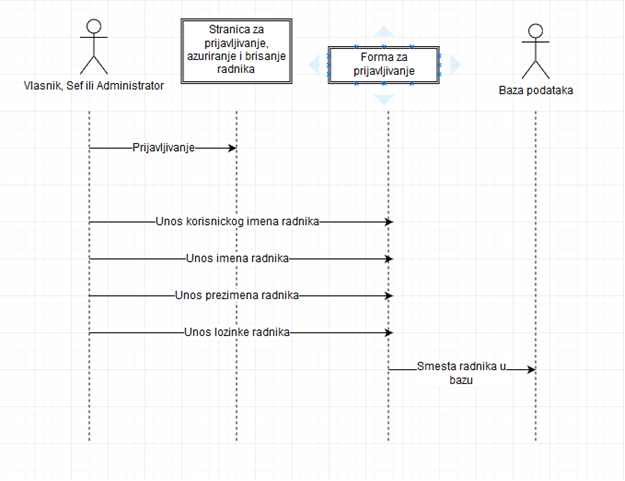 Stranica za
prijavljivanje,
azuriranje i brisanje
radnika
Forma za
prijavljivanje
Vlasnik, Sef ili Administrator
Baza podataka
Prijavljivanje
Unos korisnickog imena radnika
Unos imena radnika
Unos prezimena radnika
Unos lozinke radnika
Smesta radnika u
bazu